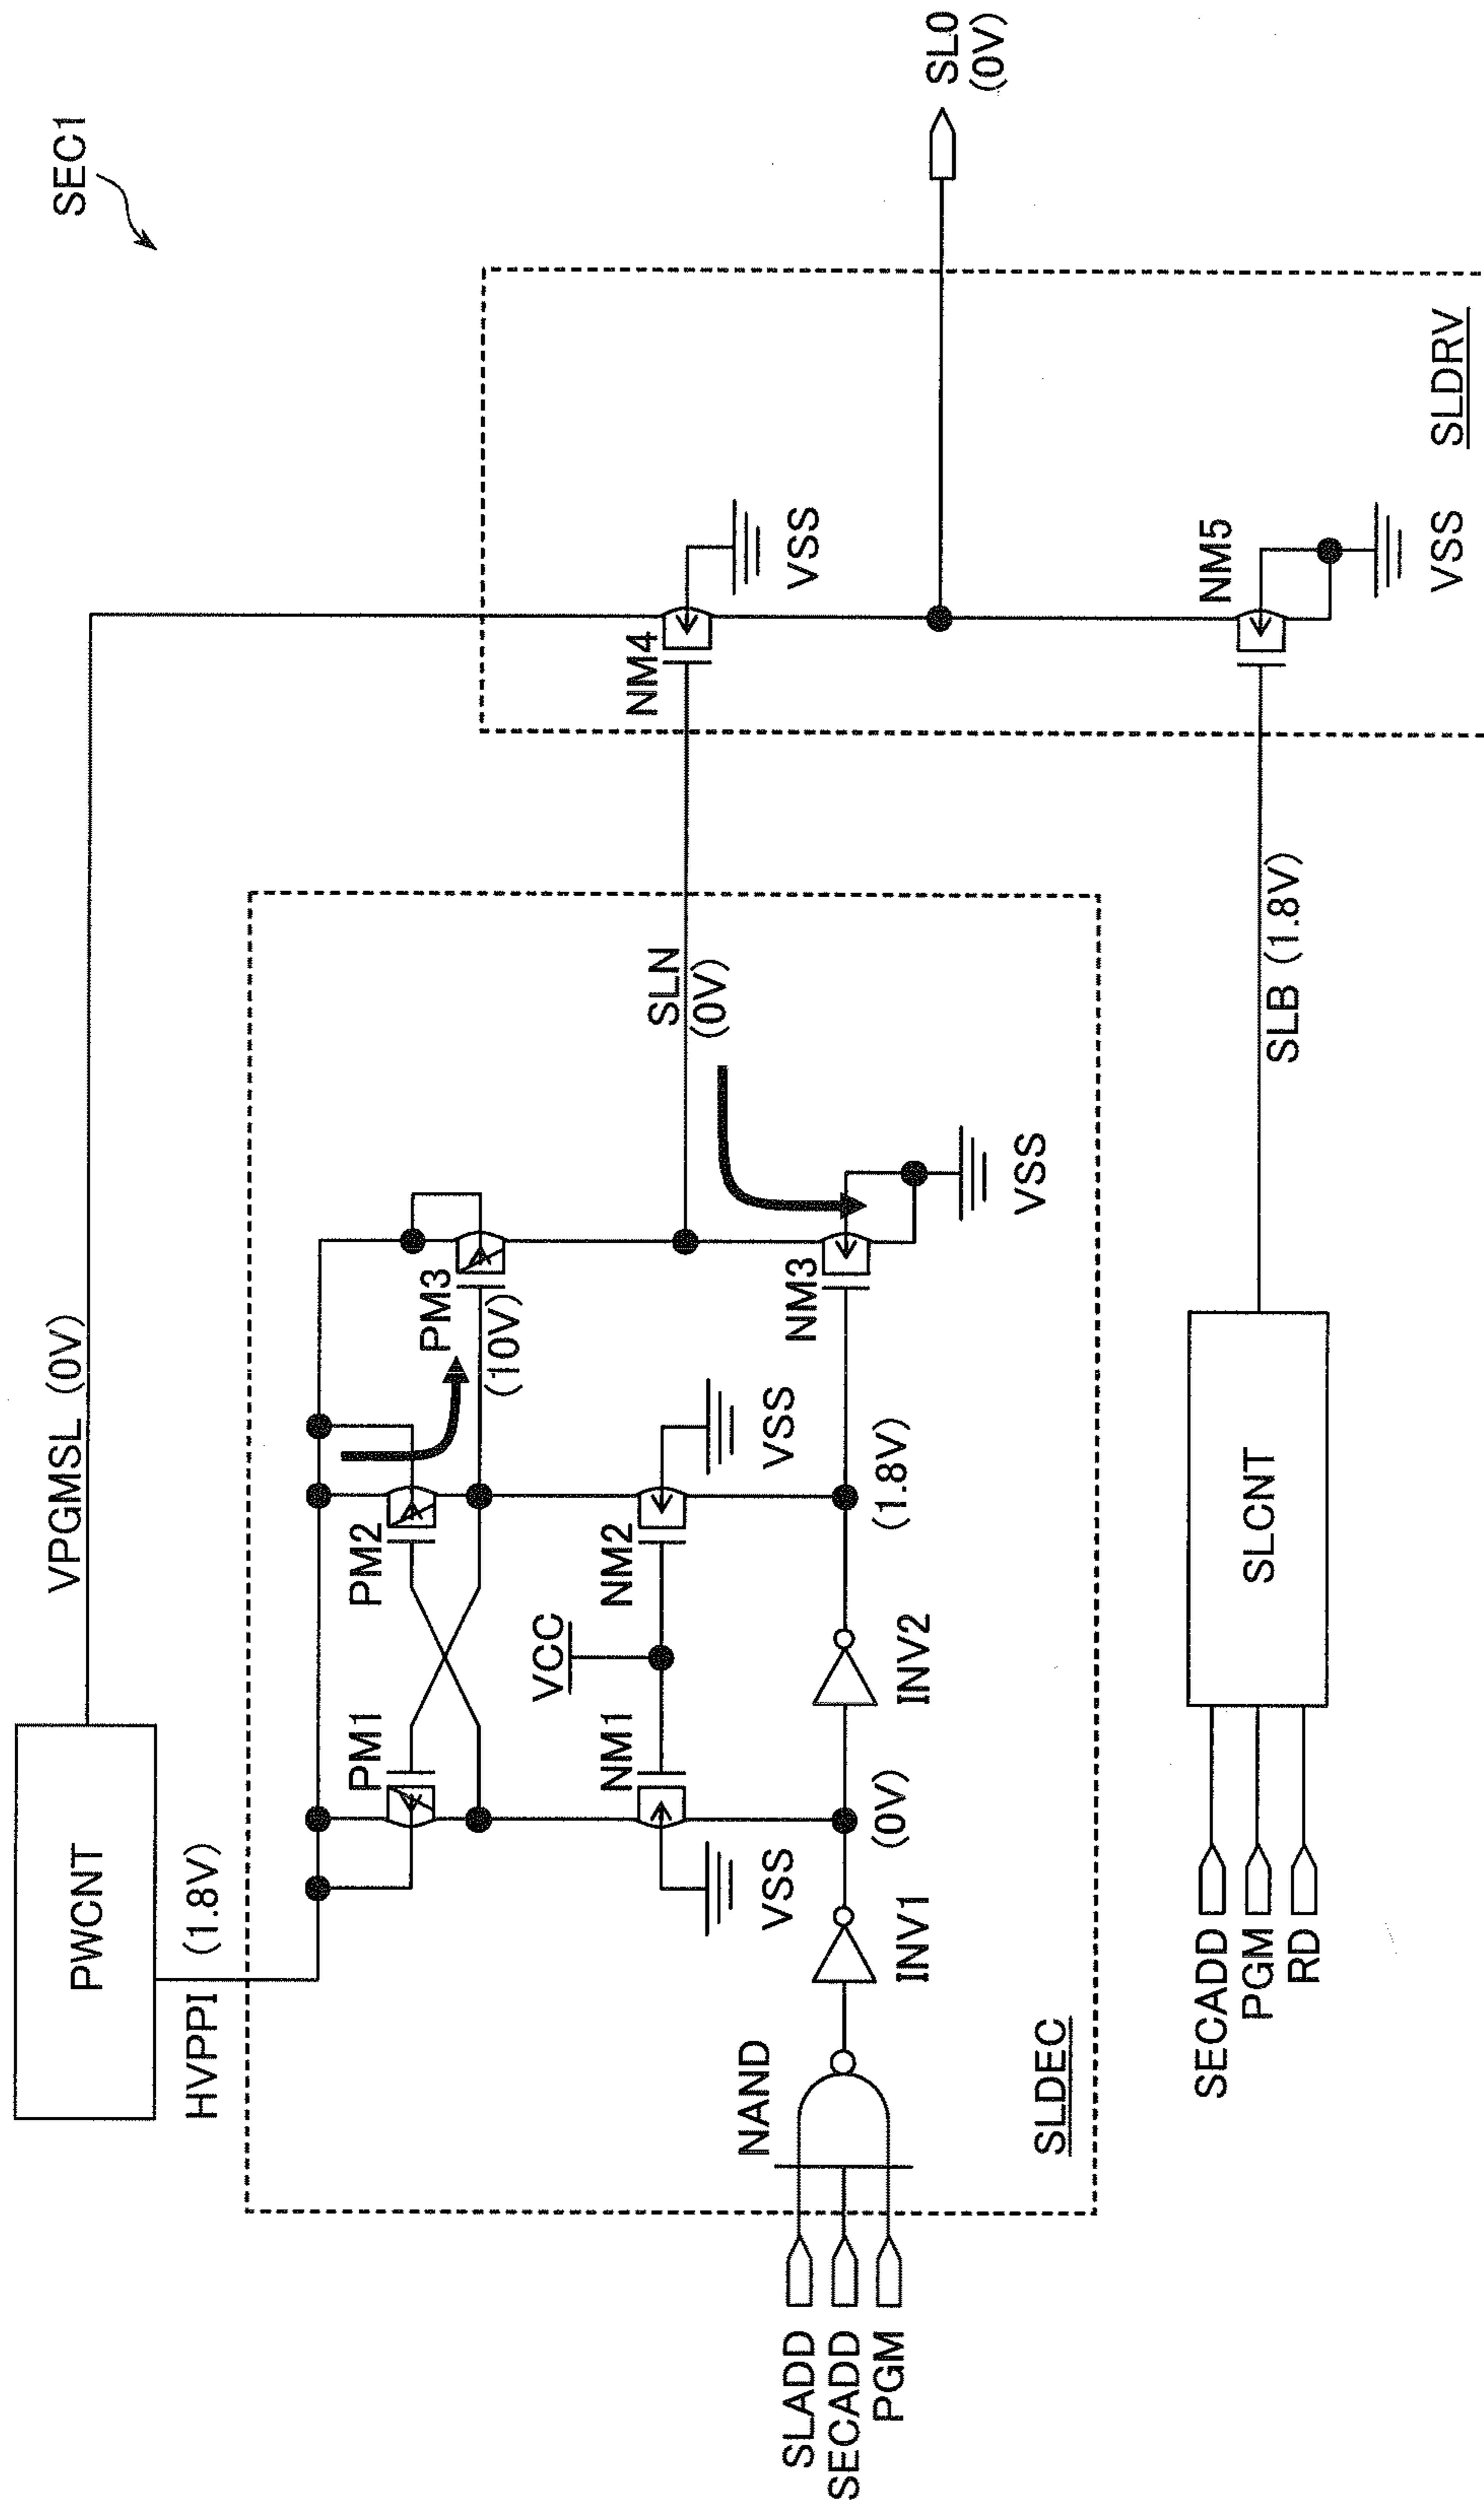 SEC1
PWCNT
VPGMSL (0V)
HVPPI (1.8V)
PM1
PM2
PM3
(10V)
VCC
NM1
NM2
VSS
VSS
SLN
(0V)
NM4
VSS
SL0
(0V)
NAND
SLADD
SECADD
PGM
INV1
(0V)
INV2
(1.8V)
NM3
VSS
SLDEC
SECADD
PGM
RD
SLCNT
SLB (1.8V)
NM5
VSS
SLDRV